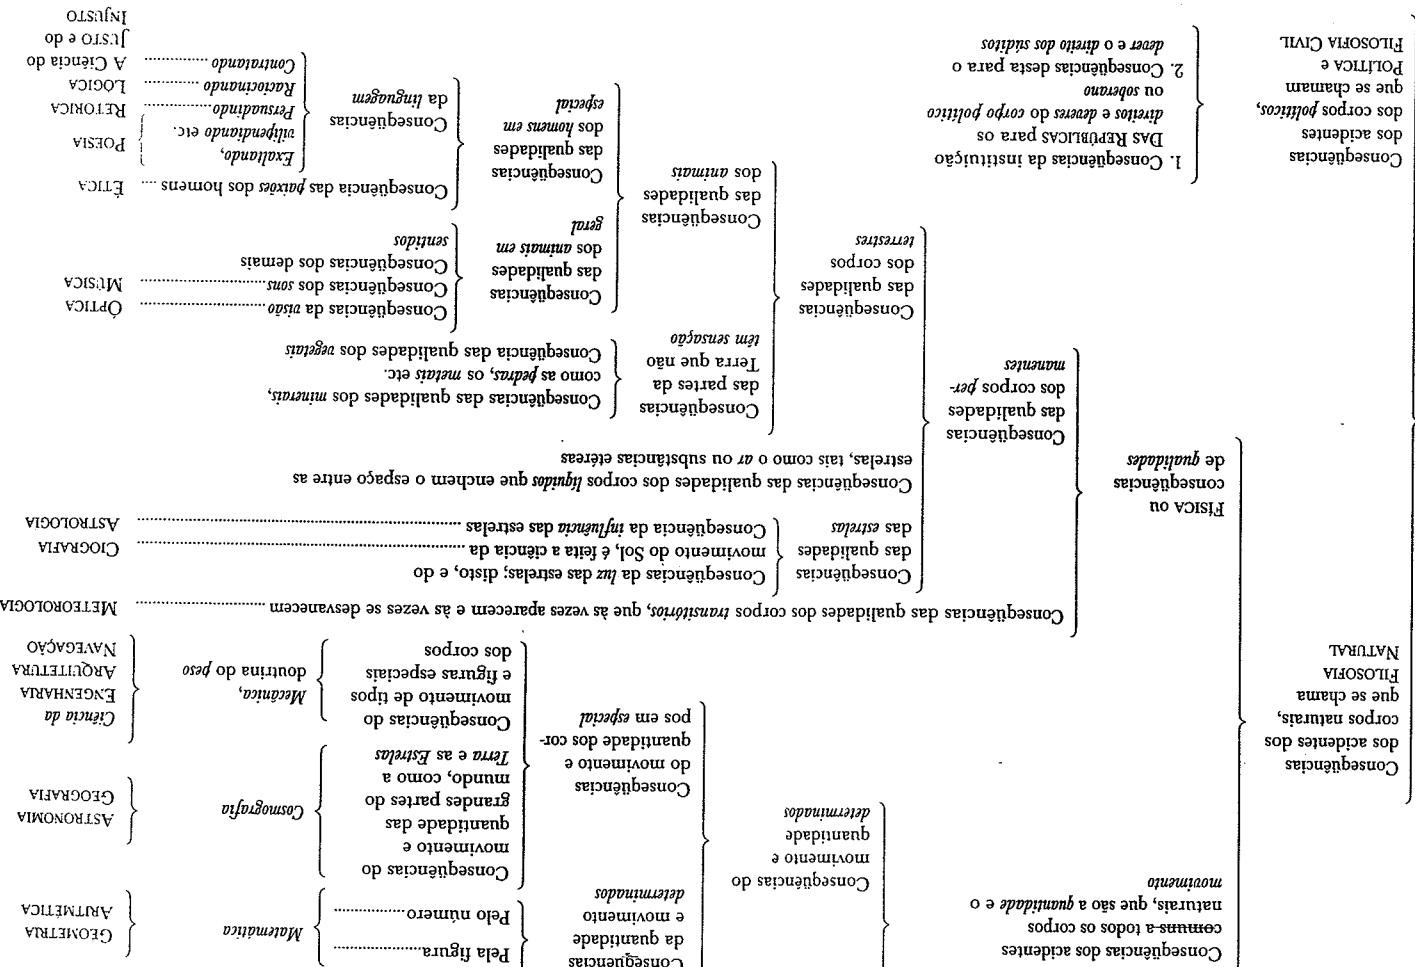 Conseqüências
dos acidentes dos
corpos naturais,
que se chama
FILOSOFIA
NATURAL
Conseqüências dos acidentes
comuns a todos os corpos
naturais, que são a quantidade e o
movimento
Conseqüências do
movimento e
quantidade
determinados
Conseqüências
da quantidade
e movimento
determinados
Pela figura
Pelo número
Matemática
GEOMETRIA
ARITMÉTICA
Conseqüências
do movimento e
quantidade dos cor-
pos em especial
Conseqüências do
movimento e
quantidade das
grandes partes do
mundo, como a
Terra e as Estrelas
Cosmografia
ASTRONOMIA
GEOGRAFIA
Conseqüências do
movimento de tipos
e figuras especiais
dos corpos
Mecânica,
doutrina do peso
Ciência da
ENGENHARIA
ARQUITETURA
NAVEGAÇÃO
FÍSICA ou
conseqüências
de qualidades
Conseqüências das qualidades dos corpos transitórios, que às vezes aparecem e às vezes se desvanecem ........ METEOROLOGIA
Conseqüências
das qualidades
dos corpos per-
manentes
Conseqüências
das qualidades
das estrelas
Conseqüências da luz das estrelas; disto, e do
movimento do Sol, é feita a ciência da ........ CIOGRAFIA
Conseqüência da influência das estrelas ........ ASTROLOGIA
Conseqüências das qualidades dos corpos líquidos que enchem o espaço entre as
estrelas, tais como o ar ou substâncias etéreas
Conseqüências
das qualidades
dos corpos
terrestres
Conseqüências
das partes da
Terra que não
têm sensação
Conseqüências das qualidades dos minerais,
como as pedras, os metais etc.
Conseqüência das qualidades dos vegetais
Conseqüências
das qualidades
dos animais
Conseqüências
das qualidades
dos animais em
geral
Conseqüências da visão ........ ÓPTICA
Conseqüências dos sons ........ MÚSICA
Conseqüências dos demais
sentidos
Conseqüências
das qualidades
dos homens em
especial
Conseqüência das paixões dos homens .... ÉTICA
Conseqüências
da linguagem
Exaltando,
vilipendiando etc.
POESIA
Persuadindo ........ RETÓRICA
Raciocinando ........ LÓGICA
Contratando ........ A Ciência do
JUSTO e do
INJUSTO
Conseqüências
dos acidentes
dos corpos políticos,
que se chamam
POLÍTICA e
FILOSOFIA CIVIL
1. Conseqüências da instituição
DAS REPÚBLICAS para os
direitos e deveres do corpo político
ou soberano
2. Conseqüências desta para o
dever e o direito dos súditos